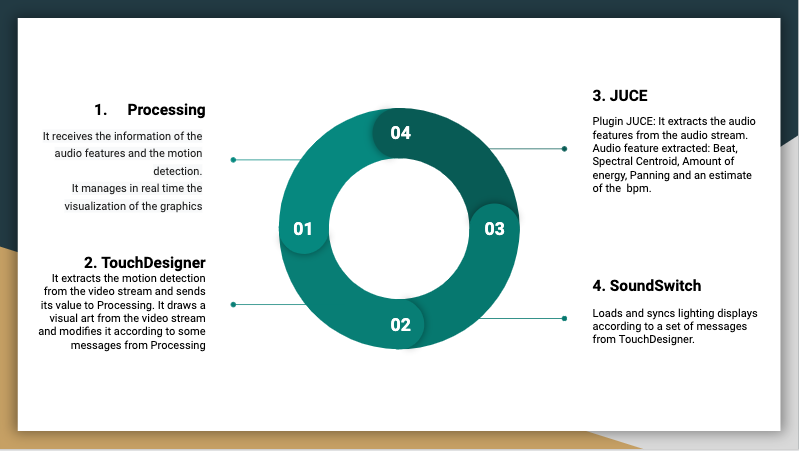 1. Processing
It receives the information of the
audio features and the motion
detection.
It manages in real time the
visualization of the graphics
2. TouchDesigner
It extracts the motion detection
from the video stream and sends
its value to Processing. It draws a
visual art from the video stream
and modifies it according to some
messages from Processing
04
01
03
02
3. JUCE
Plugin JUCE: It extracts the audio
features from the audio stream.
Audio feature extracted: Beat,
Spectral Centroid, Amount of
energy, Panning and an estimate
of the bpm.
4. SoundSwitch
Loads and syncs lighting displays
according to a set of messages
from TouchDesigner.